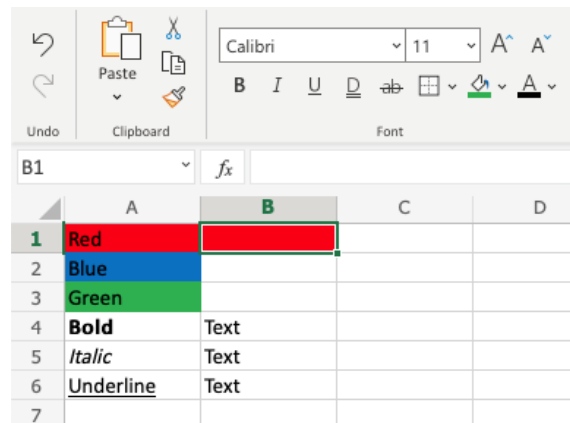 Paste
Calibri
11
A A
B I U D ab A
Undo
Clipboard
Font
B1
fx
A B C D
1 Red
2 Blue
3 Green
4 Bold Text
5 Italic Text
6 Underline Text
7